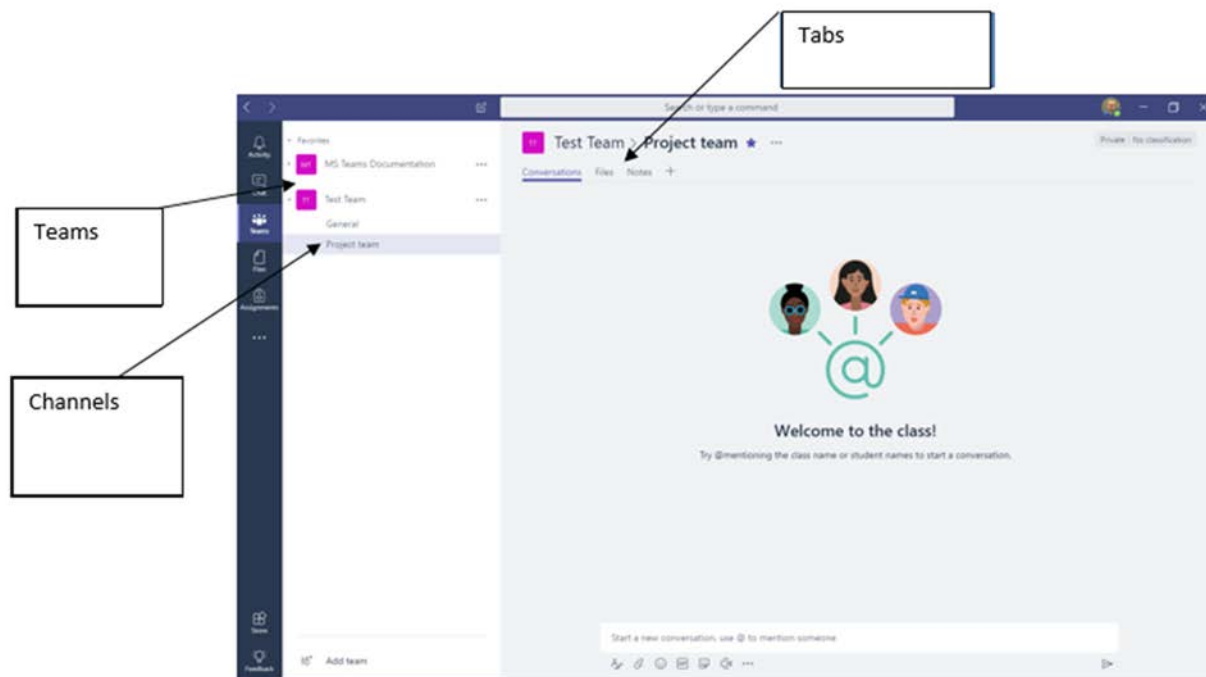 Tabs
Search or type a command
Activity
Favorites
MT
MS Teams Documentation
TT
Test Team > Project team
Private
No classification
Conversations Files Notes
Chat
TT
Test Team
Teams
General
Teams
Project team
Files
Assignments
Channels
Welcome to the class!
Try @mentioning the class name or student names to start a conversation.
Store
Start a new conversation, use @ to mention someone
Add team
Feedback